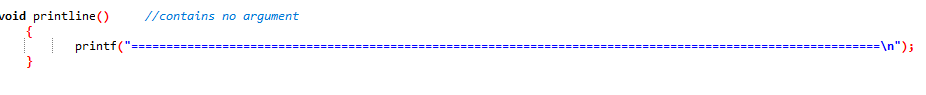 void printline() //contains no argument
{
printf("===========================================================================================================\n");
}